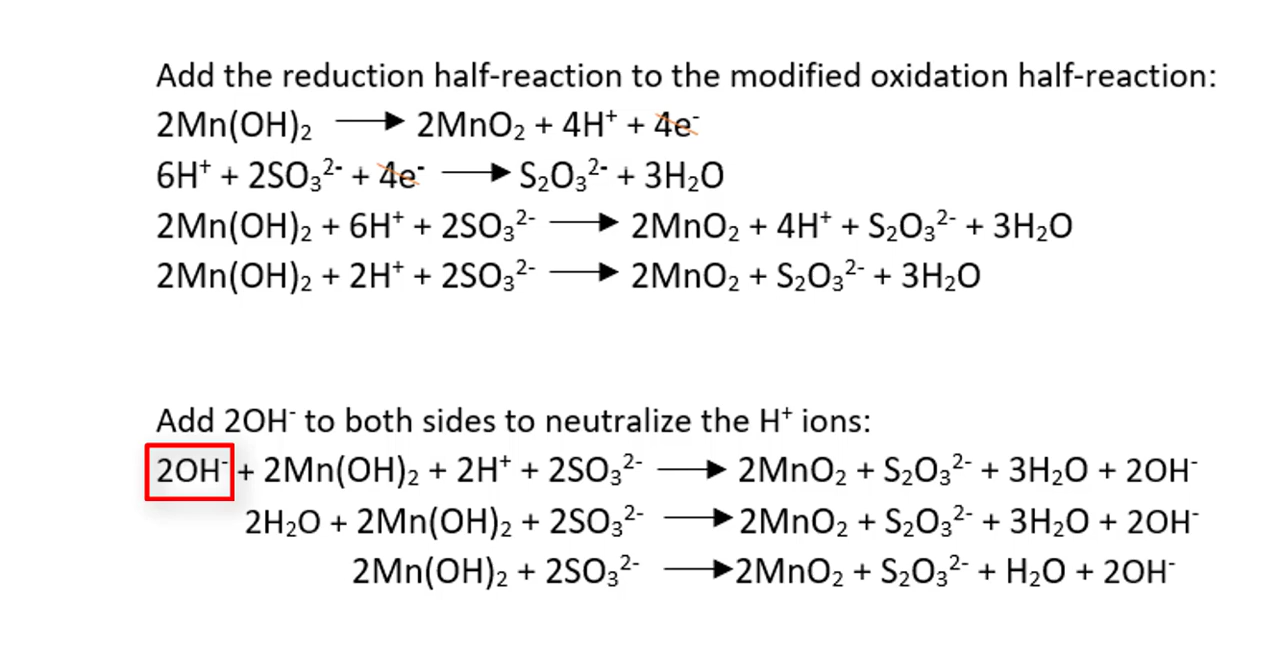 Add the reduction half-reaction to the modified oxidation half-reaction:
2Mn(OH)₂ ⟶ 2MnO₂ + 4H⁺ + 4e⁻
6H⁺ + 2SO₃²⁻ + 4e⁻ ⟶ S₂O₃²⁻ + 3H₂O
2Mn(OH)₂ + 6H⁺ + 2SO₃²⁻ ⟶ 2MnO₂ + 4H⁺ + S₂O₃²⁻ + 3H₂O
2Mn(OH)₂ + 2H⁺ + 2SO₃²⁻ ⟶ 2MnO₂ + S₂O₃²⁻ + 3H₂O
Add 2OH⁻ to both sides to neutralize the H⁺ ions:
2OH⁻ + 2Mn(OH)₂ + 2H⁺ + 2SO₃²⁻ ⟶ 2MnO₂ + S₂O₃²⁻ + 3H₂O + 2OH⁻
2H₂O + 2Mn(OH)₂ + 2SO₃²⁻ ⟶ 2MnO₂ + S₂O₃²⁻ + 3H₂O + 2OH⁻
2Mn(OH)₂ + 2SO₃²⁻ ⟶ 2MnO₂ + S₂O₃²⁻ + H₂O + 2OH⁻